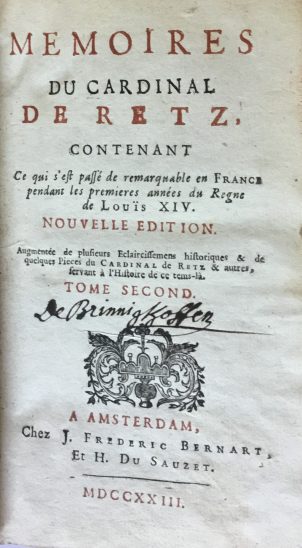 MEMOIRES
DU CARDINAL
DE RETZ,
CONTENANT
Ce qui s'est passé de remarquable en FRANCE
pendant les premieres années du Regne
de LOUÏS XIV.
NOUVELLE EDITION.
Augmentée de plusieurs Eclaircissemens historiques & de
quelques Pieces du CARDINAL DE RETZ & autres,
servant à l'Histoire de ce tems-là.
TOME SECOND.
De Brinnighoffen
A AMSTERDAM,
Chez J. FREDERIC BERNART,
ET H. DU SAUZET.
MDCCXXIII.